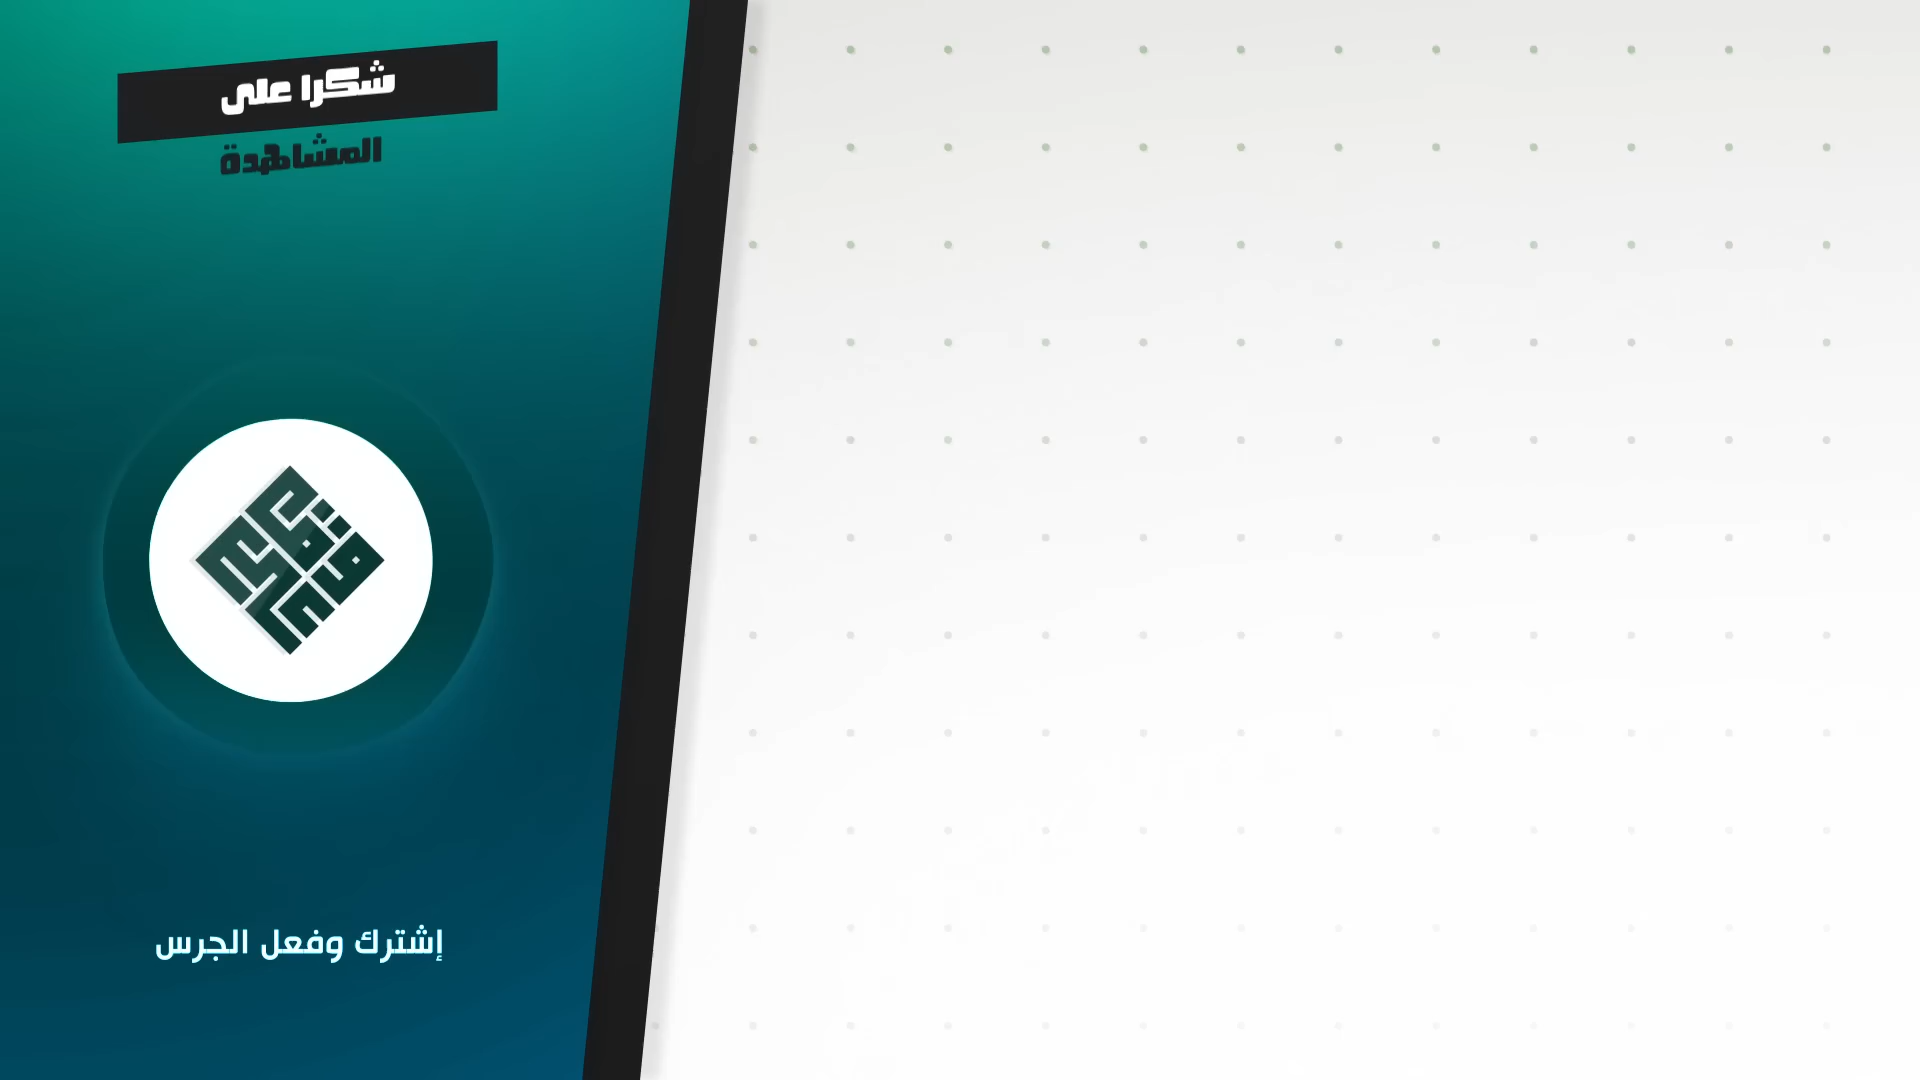 شكرا على
المشاهدة
إشترك وفعل الجرس